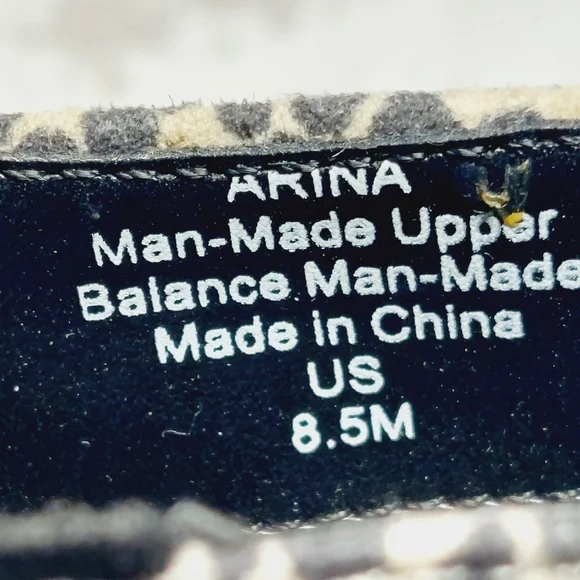 ARINA
Man-Made Upper
Balance Man-Made
Made in China
US
8.5M